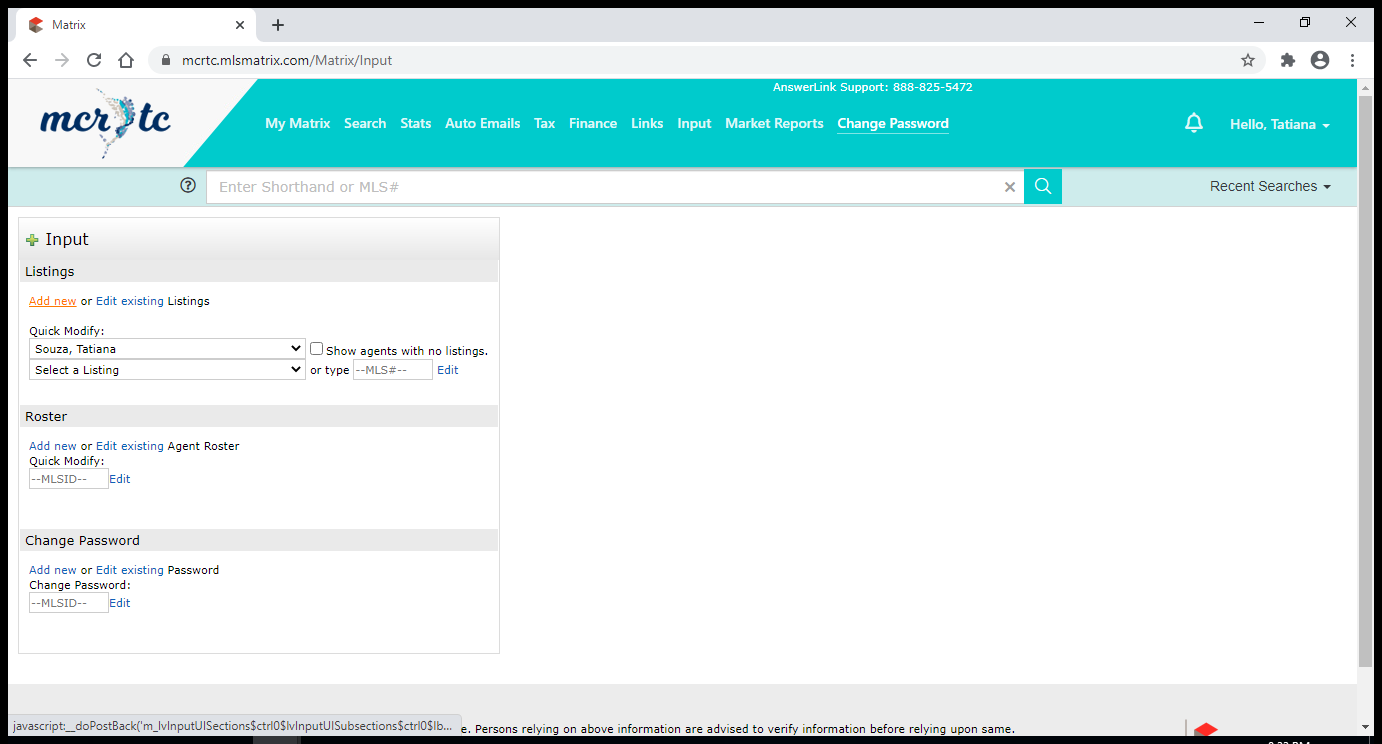 Matrix
mcrtc.mlsmatrix.com/Matrix/Input
AnswerLink Support: 888-825-5472
mcrtc
My Matrix Search Stats Auto Emails Tax Finance Links Input Market Reports Change Password
Hello, Tatiana
Enter Shorthand or MLS#
Recent Searches
Input
Listings
Add new or Edit existing Listings
Quick Modify:
Souza, Tatiana Show agents with no listings.
Select a Listing or type --MLS#-- Edit
Roster
Add new or Edit existing Agent Roster
Quick Modify:
--MLSID-- Edit
Change Password
Add new or Edit existing Password
Change Password:
--MLSID-- Edit
javascript:__doPostBack('m_lvInputUISections$ctrl0$lvInputUISubsections$ctrl0$lb... e. Persons relying on above information are advised to verify information before relying upon same.